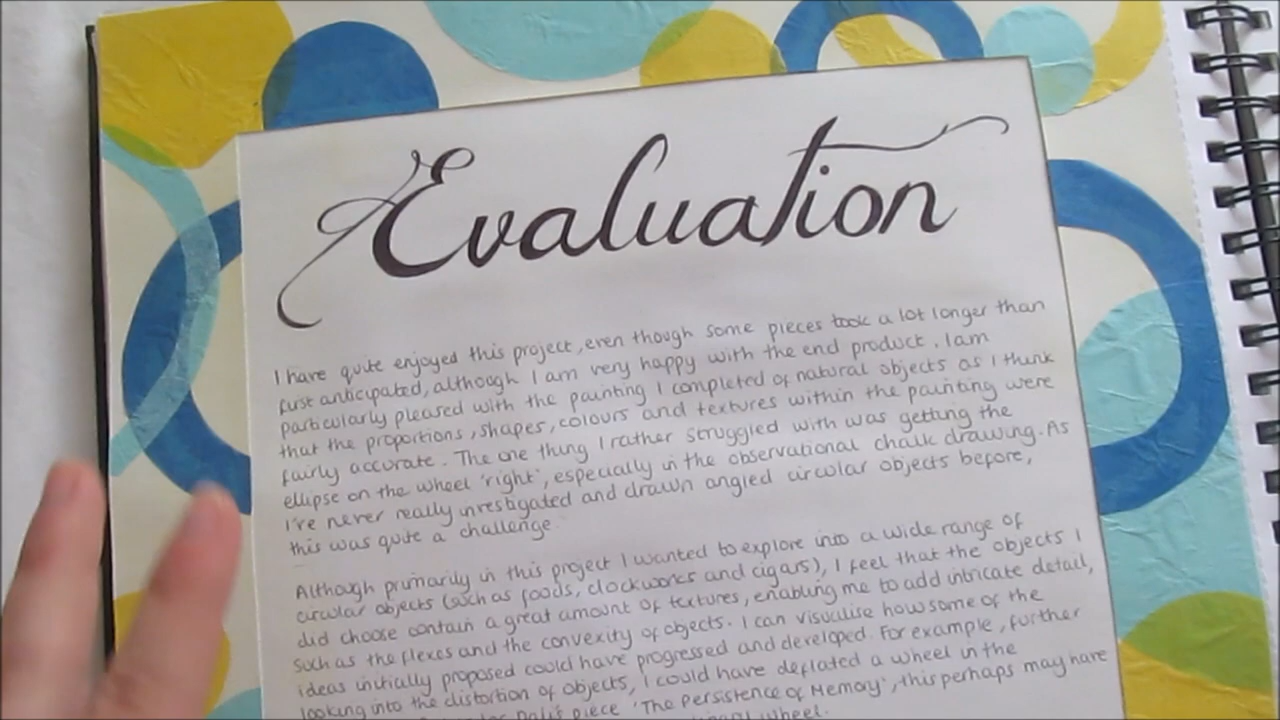 Evaluation
I have quite enjoyed this project, even though some pieces took a lot longer than
first anticipated, although I am very happy with the end product. I am
particularly pleased with the painting I completed of natural objects as I think
that the proportions, shapes, colours and textures within the painting were
fairly accurate. The one thing I rather struggled with was getting the
ellipse on the wheel 'right', especially in the observational chalk drawing. As
I've never really investigated and drawn angled circular objects before,
this was quite a challenge
Although primarily in this project I wanted to explore into a wide range of
circular objects (such as foods, clockworks and cigars), I feel that the objects I
did choose contain a great amount of textures, enabling me to add intricate detail,
such as the flexes and the convexity of objects. I can visualise how some of the
ideas initially proposed could have progressed and developed. For example, further
looking into the distortion of objects, I could have deflated a wheel in the
Dali's piece 'The Persistence of Memory', this perhaps may have
wheel.